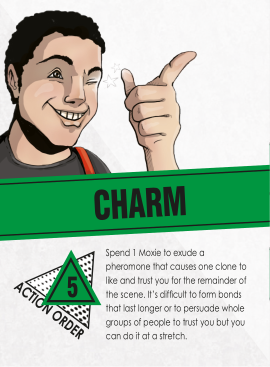 CHARM
5
ACTION ORDER
Spend 1 Moxie to exude a
pheromone that causes one clone to
like and trust you for the remainder of
the scene. It's difficult to form bonds
that last longer or to persuade whole
groups of people to trust you but you
can do it at a stretch.